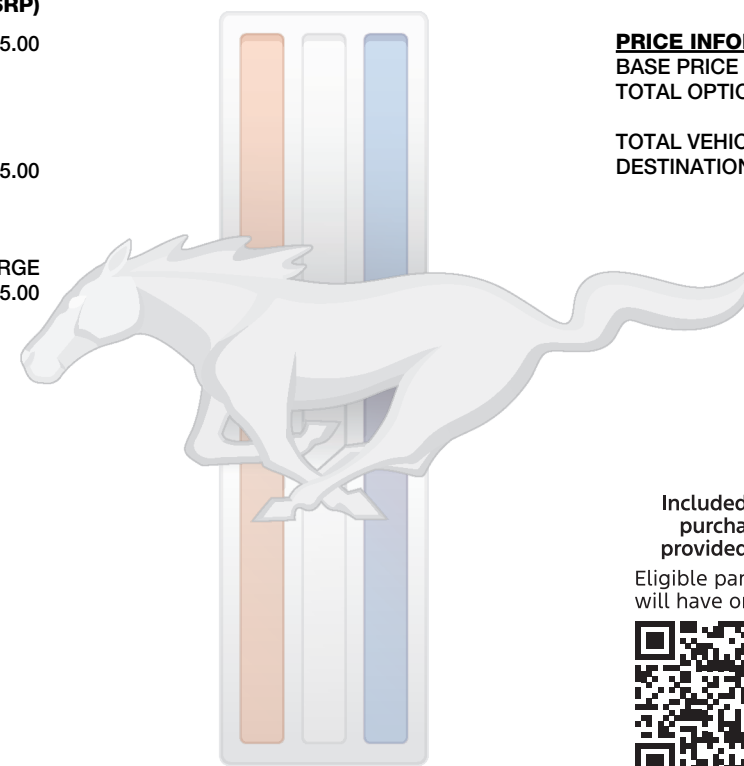 SRP)
5.00
5.00
RGE
5.00
PRICE INFO
BASE PRICE
TOTAL OPTIO
TOTAL VEHIC
DESTINATION
Included
purcha
provided
Eligible par
will have or